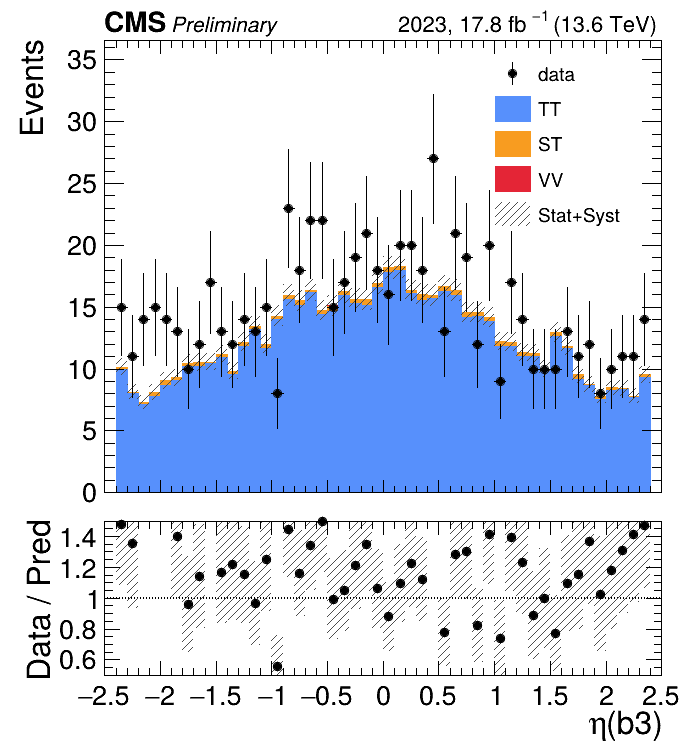 CMS Preliminary 2023, 17.8 fb⁻¹ (13.6 TeV)
Events
35
30
25
20
15
10
5
0
data
TT
ST
VV
Stat+Syst
Data / Pred
1.4
1.2
1
0.8
0.6
−2.5 −2 −1.5 −1 −0.5 0 0.5 1 1.5 2 2.5
η(b3)